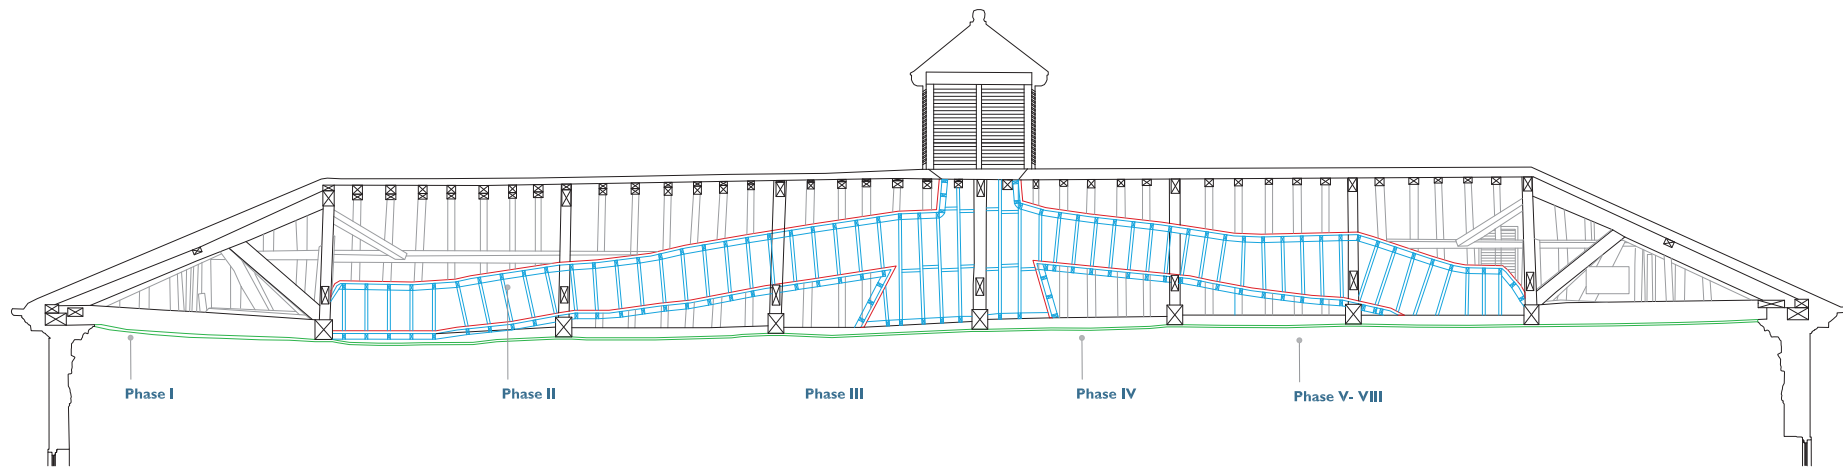 Phase I
Phase II
Phase III
Phase IV
Phase V- VIII